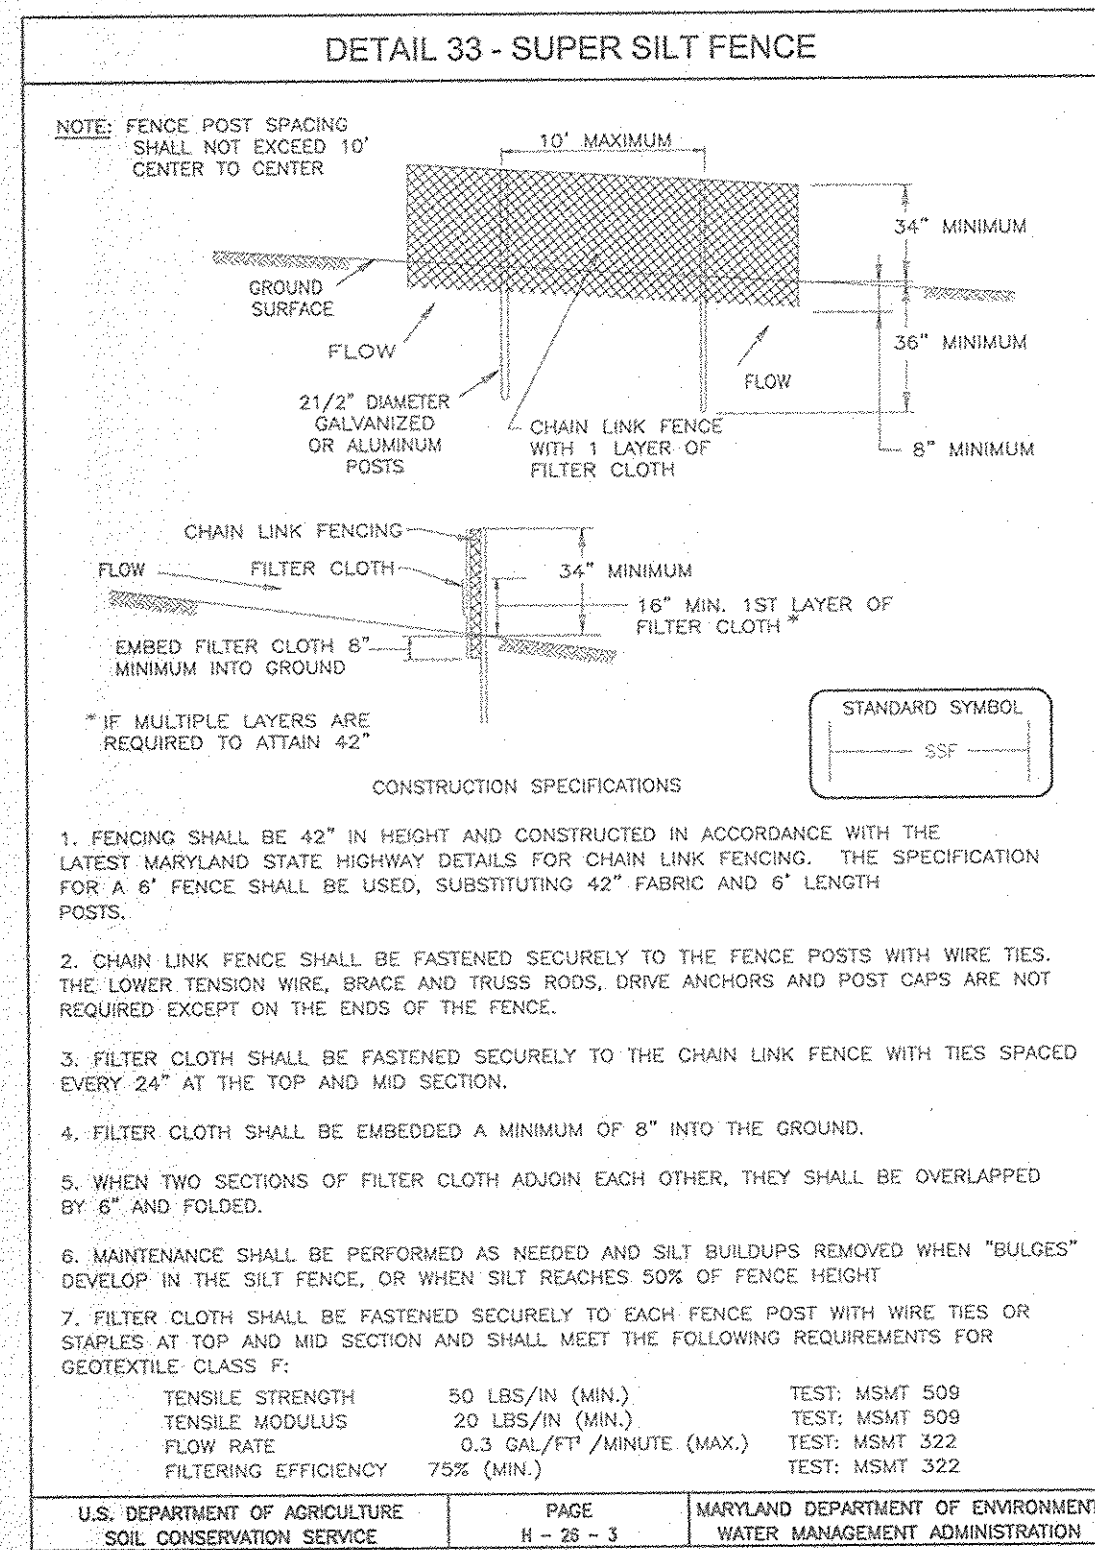 DETAIL 33 - SUPER SILT FENCE
NOTE: FENCE POST SPACING
SHALL NOT EXCEED 10'
CENTER TO CENTER
10' MAXIMUM
34" MINIMUM
GROUND
SURFACE
FLOW
36" MINIMUM
FLOW
21/2" DIAMETER
GALVANIZED
OR ALUMINUM
POSTS
CHAIN LINK FENCE
WITH 1 LAYER OF
FILTER CLOTH
8" MINIMUM
CHAIN LINK FENCING
FLOW
FILTER CLOTH
34" MINIMUM
16" MIN. 1ST LAYER OF
FILTER CLOTH *
EMBED FILTER CLOTH 8"
MINIMUM INTO GROUND
* IF MULTIPLE LAYERS ARE
REQUIRED TO ATTAIN 42"
STANDARD SYMBOL
SSF
CONSTRUCTION SPECIFICATIONS
1. FENCING SHALL BE 42" IN HEIGHT AND CONSTRUCTED IN ACCORDANCE WITH THE
LATEST MARYLAND STATE HIGHWAY DETAILS FOR CHAIN LINK FENCING. THE SPECIFICATION
FOR A 6' FENCE SHALL BE USED, SUBSTITUTING 42" FABRIC AND 6' LENGTH
POSTS.
2. CHAIN LINK FENCE SHALL BE FASTENED SECURELY TO THE FENCE POSTS WITH WIRE TIES.
THE LOWER TENSION WIRE, BRACE AND TRUSS RODS, DRIVE ANCHORS AND POST CAPS ARE NOT
REQUIRED EXCEPT ON THE ENDS OF THE FENCE.
3. FILTER CLOTH SHALL BE FASTENED SECURELY TO THE CHAIN LINK FENCE WITH TIES SPACED
EVERY 24" AT THE TOP AND MID SECTION.
4. FILTER CLOTH SHALL BE EMBEDDED A MINIMUM OF 8" INTO THE GROUND.
5. WHEN TWO SECTIONS OF FILTER CLOTH ADJOIN EACH OTHER, THEY SHALL BE OVERLAPPED
BY 6" AND FOLDED.
6. MAINTENANCE SHALL BE PERFORMED AS NEEDED AND SILT BUILDUPS REMOVED WHEN "BULGES"
DEVELOP IN THE SILT FENCE, OR WHEN SILT REACHES 50% OF FENCE HEIGHT
7. FILTER CLOTH SHALL BE FASTENED SECURELY TO EACH FENCE POST WITH WIRE TIES OR
STAPLES AT TOP AND MID SECTION AND SHALL MEET THE FOLLOWING REQUIREMENTS FOR
GEOTEXTILE CLASS F:
TENSILE STRENGTH 50 LBS/IN (MIN.) TEST: MSMT 509
TENSILE MODULUS 20 LBS/IN (MIN.) TEST: MSMT 509
FLOW RATE 0.3 GAL/FT² /MINUTE (MAX.) TEST: MSMT 322
FILTERING EFFICIENCY 75% (MIN.) TEST: MSMT 322
U.S. DEPARTMENT OF AGRICULTURE
SOIL CONSERVATION SERVICE
PAGE
H - 26 - 3
MARYLAND DEPARTMENT OF ENVIRONMENT
WATER MANAGEMENT ADMINISTRATION